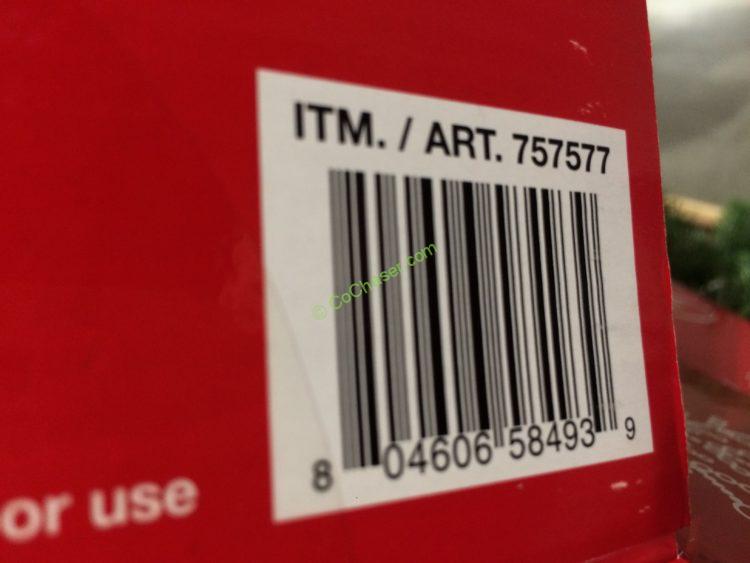 ITM. / ART. 757577
© CoChaser.com
8 04606 58493 9
or use